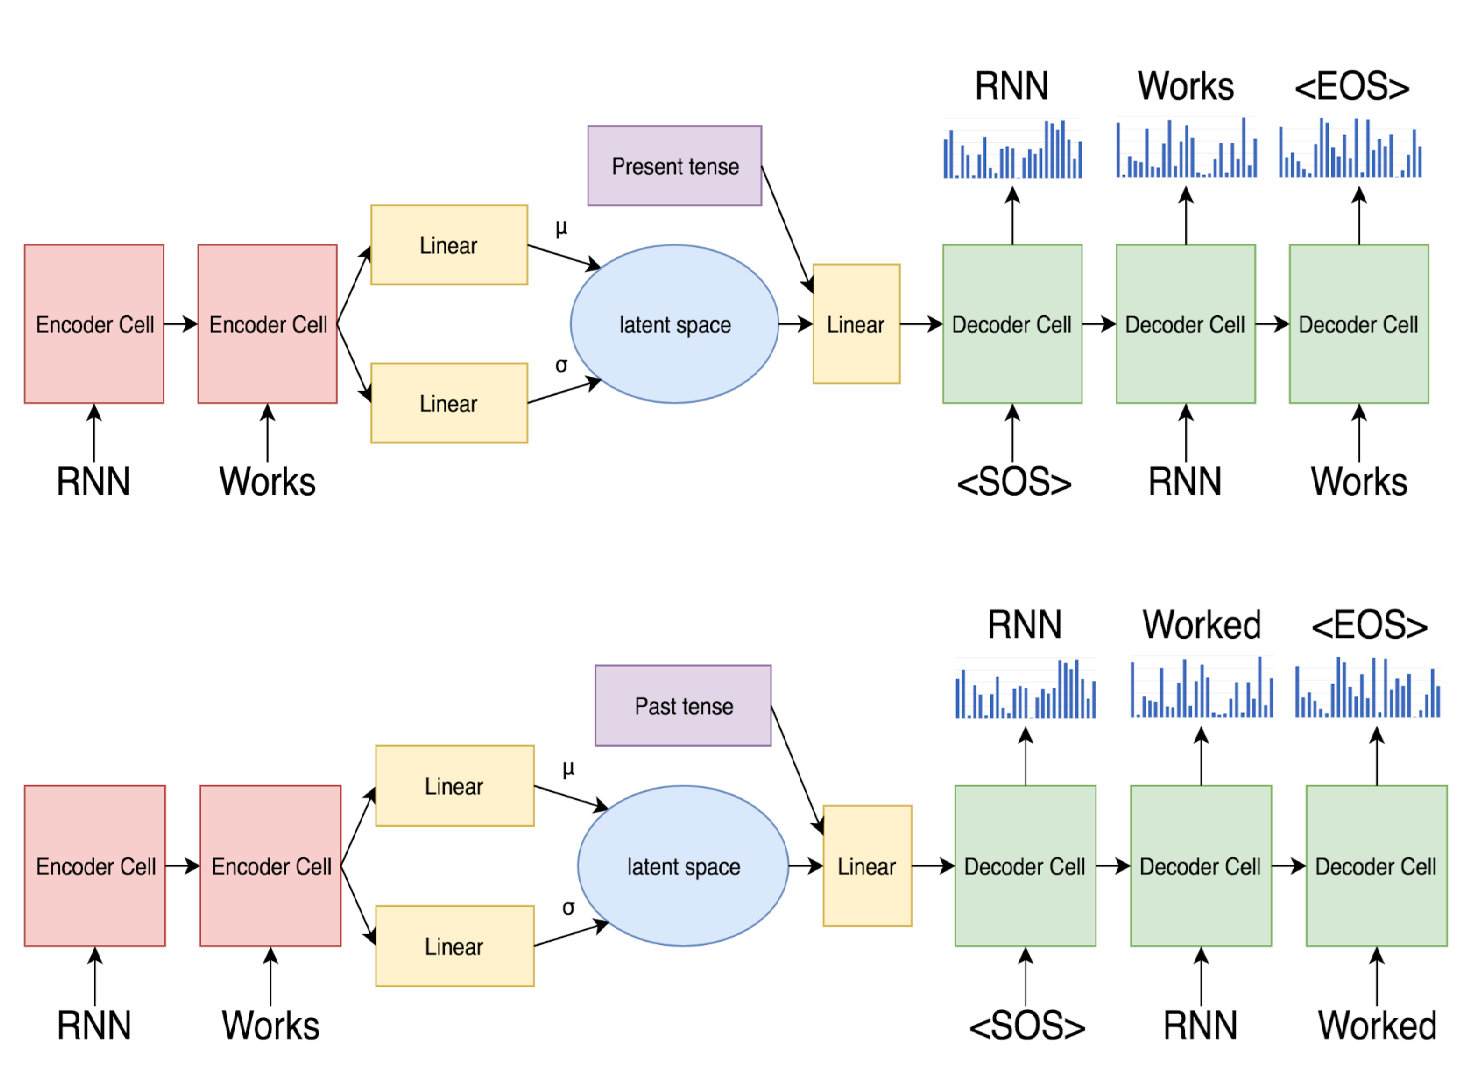 RNN Works <EOS>
Present tense
μ
Linear
Encoder Cell Encoder Cell latent space Linear Decoder Cell Decoder Cell Decoder Cell
σ
Linear
RNN Works <SOS> RNN Works
RNN Worked <EOS>
Past tense
μ
Linear
Encoder Cell Encoder Cell latent space Linear Decoder Cell Decoder Cell Decoder Cell
σ
Linear
RNN Works <SOS> RNN Worked